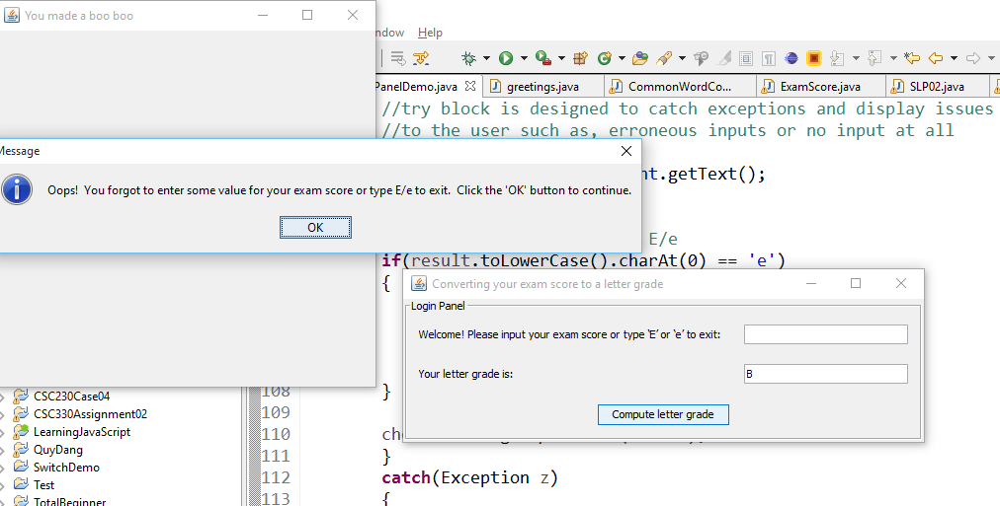 You made a boo boo
Help
PanelDemo.java
greetings.java
CommonWordCo...
ExamScore.java
SLP02.java
//try block is designed to catch exceptions and display issues
//to the user such as, erroneous inputs or no input at all
Message
.getText();
Oops!  You forgot to enter some value for your exam score or type E/e to exit.  Click the 'OK' button to continue.
OK
E/e
if(result.toLowerCase().charAt(0) == 'e')
{
Converting your exam score to a letter grade
Login Panel
Welcome! Please input your exam score or type 'E' or 'e' to exit:
Your letter grade is:
B
Compute letter grade
108
}
109
110
111
}
112
catch(Exception z)
113
{
CSC230Case04
CSC330Assignment02
LearningJavaScript
QuyDang
SwitchDemo
Test
TotalBeginner